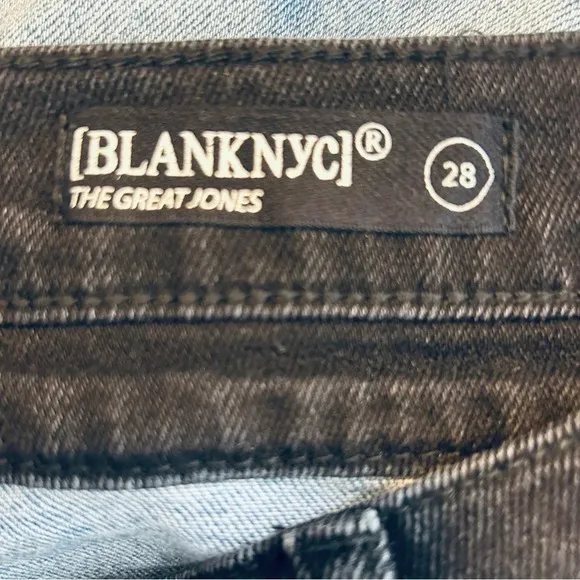 [BLANKNYC]®
THE GREAT JONES
28